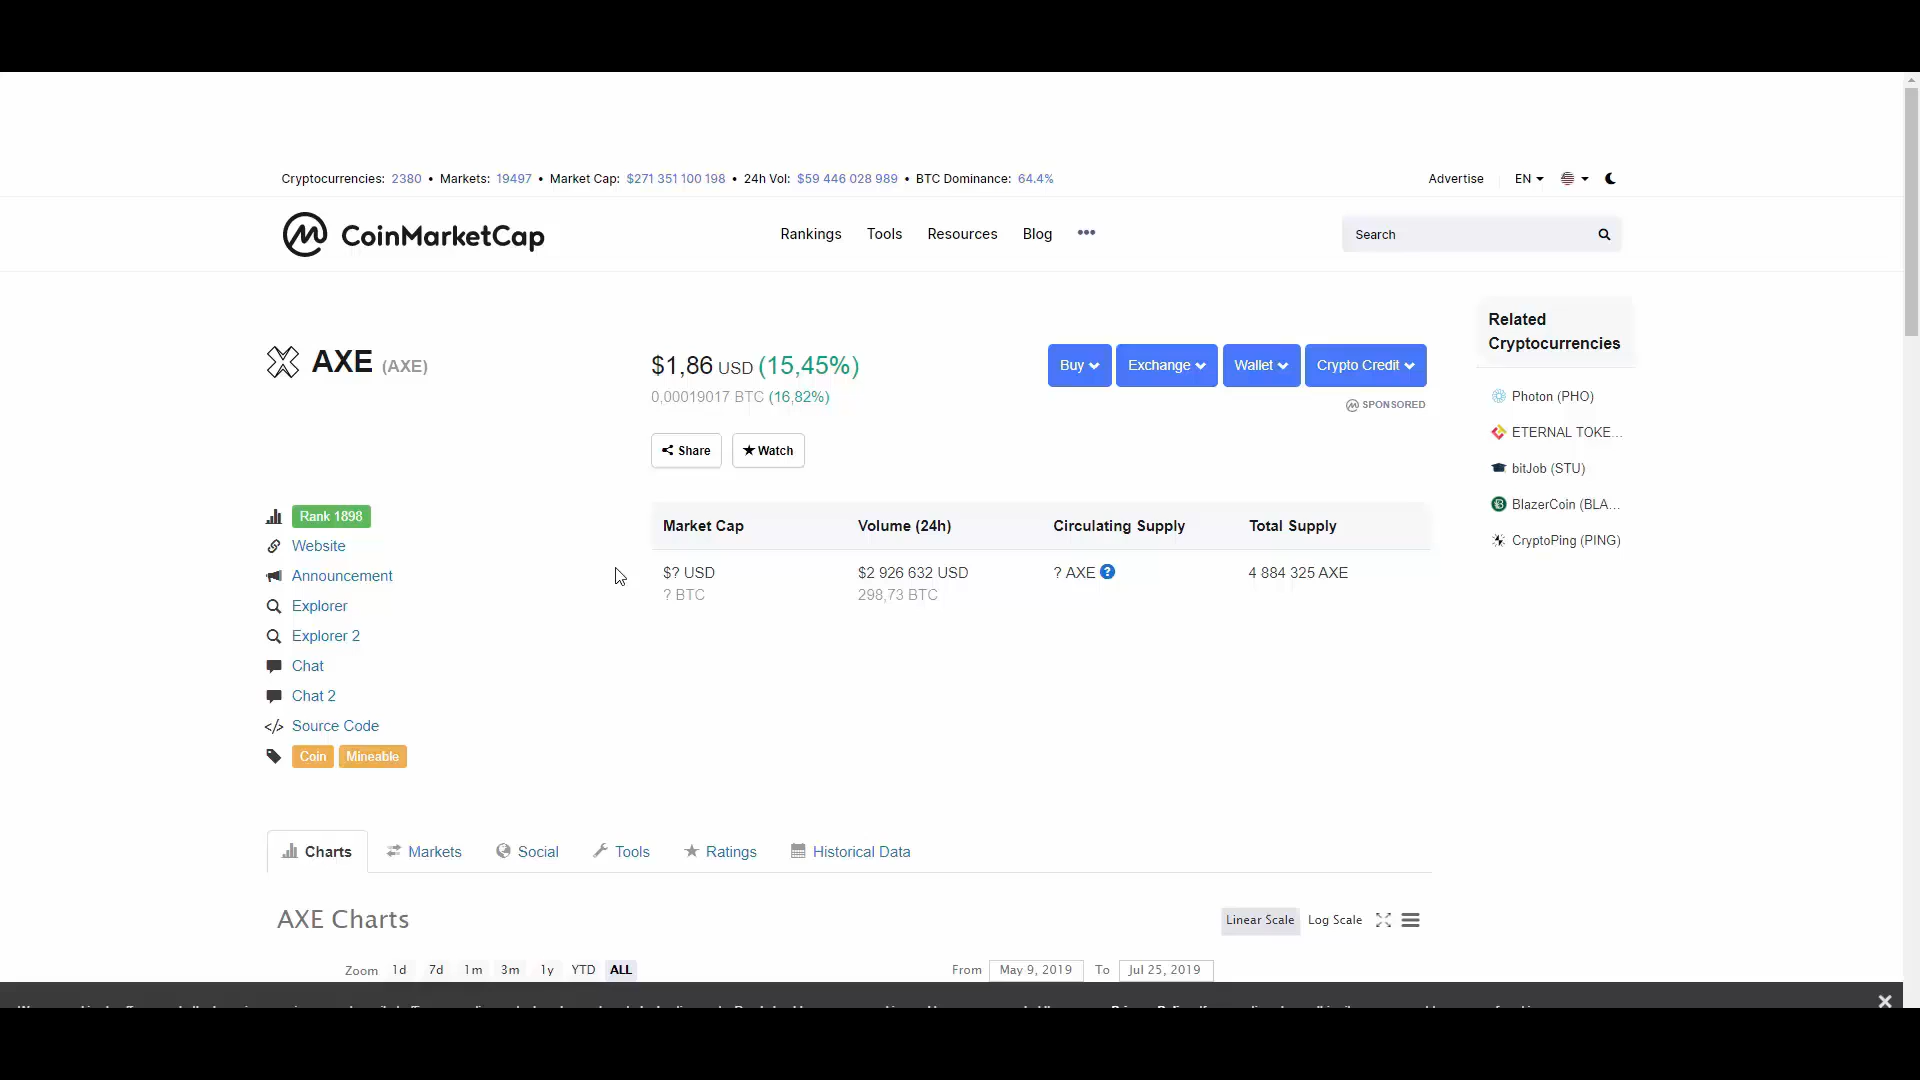 Cryptocurrencies: 2380 • Markets: 19497 • Market Cap: $271 351 100 198 • 24h Vol: $59 446 028 989 • BTC Dominance: 64.4%
Advertise EN
CoinMarketCap
Rankings Tools Resources Blog •••
Search
AXE (AXE)
$1,86 USD (15,45%)
0,00019017 BTC (16,82%)
Share Watch
Buy Exchange Wallet Crypto Credit
SPONSORED
Related
Cryptocurrencies
Photon (PHO)
ETERNAL TOKE...
bitJob (STU)
BlazerCoin (BLA...
CryptoPing (PING)
Rank 1898
Website
Announcement
Explorer
Explorer 2
Chat
Chat 2
Source Code
Coin Mineable
Market Cap Volume (24h) Circulating Supply Total Supply
$? USD $2 926 632 USD ? AXE ? 4 884 325 AXE
? BTC 298,73 BTC
Charts Markets Social Tools Ratings Historical Data
AXE Charts
Linear Scale Log Scale
Zoom 1d 7d 1m 3m 1y YTD ALL
From May 9, 2019 To Jul 25, 2019